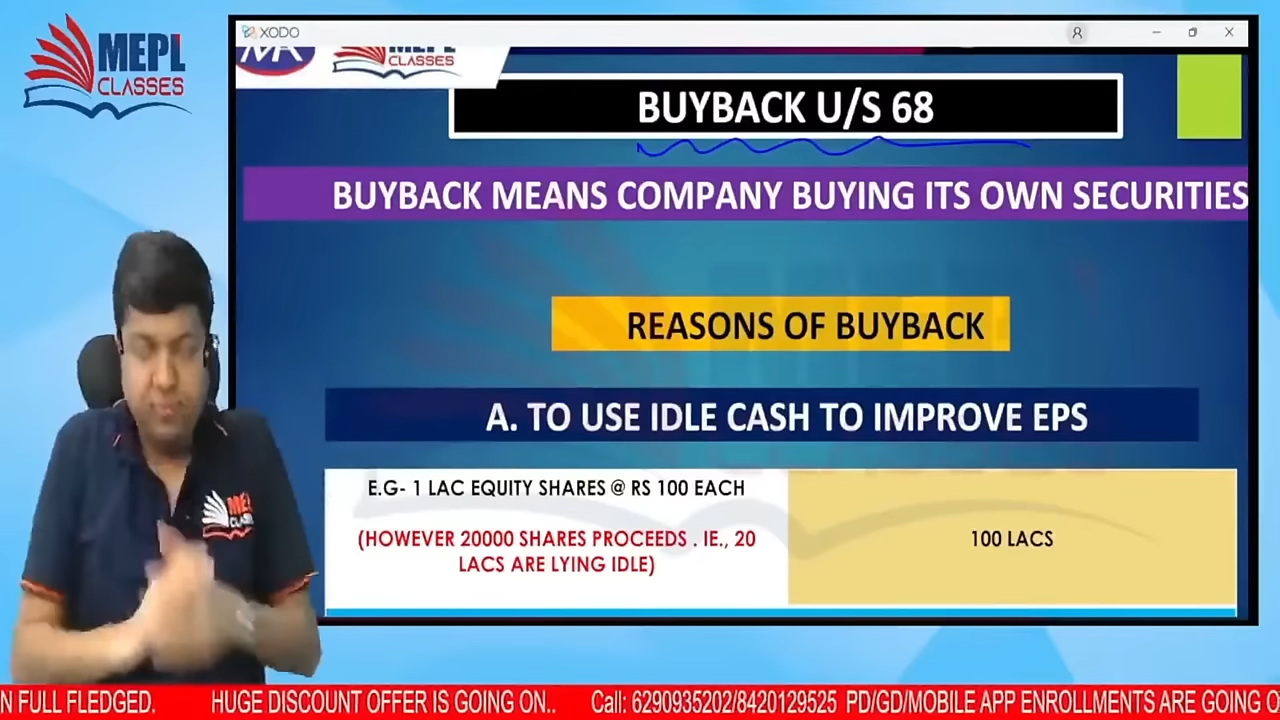 MEPL
CLASSES
XODO
MEPL
CLASSES
BUYBACK U/S 68
BUYBACK MEANS COMPANY BUYING ITS OWN SECURITIES
REASONS OF BUYBACK
A. TO USE IDLE CASH TO IMPROVE EPS
E.G- 1 LAC EQUITY SHARES @ RS 100 EACH
(HOWEVER 20000 SHARES PROCEEDS . IE., 20
LACS ARE LYING IDLE)
100 LACS
N FULL FLEDGED. HUGE DISCOUNT OFFER IS GOING ON.. Call: 6290935202/8420129525 PD/GD/MOBILE APP ENROLLMENTS ARE GOING